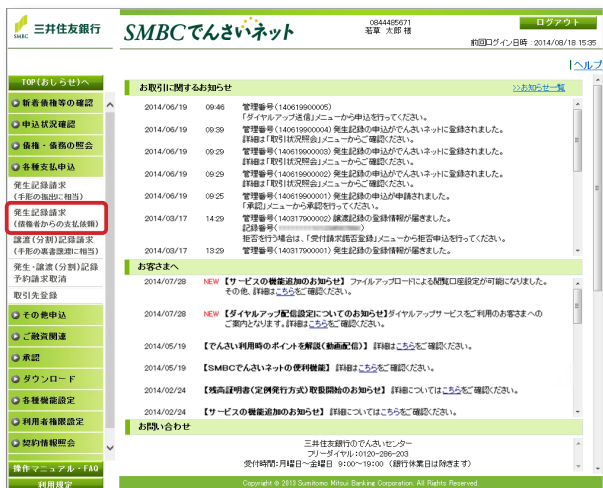 三井住友銀行
SMBC
SMBCでんさいネット
0844485671
若草 太郎 様
ログアウト
前回ログイン日時：2014/08/18 15:35
ヘルプ
TOP(おしらせ)へ
新着債権等の確認
申込状況確認
債権・債務の照会
各種支払申込
発生記録請求
(手形の振出に相当)
発生記録請求
(債権者からの支払依頼)
譲渡(分割)記録請求
(手形の裏書譲渡に相当)
発生・譲渡(分割)記録
予約請求取消
取引先登録
その他申込
ご融資関連
承認
ダウンロード
各種機能設定
利用者権限設定
契約情報照会
操作マニュアル・FAQ
利用規定
お取引に関するお知らせ
>>お知らせ一覧
2014/06/19 09:46 管理番号(140619900005)
「ダイヤルアップ送信」メニューから申込を行ってください。
2014/06/19 09:39 管理番号(140619900004) 発生記録の申込がでんさいネットに登録されました。
詳細は「取引状況照会」メニューからご確認ください。
2014/06/19 09:29 管理番号(140619900003) 発生記録の申込がでんさいネットに登録されました。
詳細は「取引状況照会」メニューからご確認ください。
2014/06/19 09:29 管理番号(140619900002) 発生記録の申込がでんさいネットに登録されました。
詳細は「取引状況照会」メニューからご確認ください。
2014/06/19 09:25 管理番号(140619900001) 発生記録の申込が申請されました。
「承認」メニューから承認を行ってください。
2014/03/17 14:29 管理番号(140317900002) 譲渡記録の登録情報が届きました。
記録番号( )
拒否を行う場合は、「受付請求諾否登録」メニューから拒否申込を行ってください。
2014/03/17 13:29 管理番号(140317900001) 発生記録の登録情報が届きました。
お客さまへ
2014/07/28 NEW 【サービスの機能追加のお知らせ】 ファイルアップロードによる閲覧口座設定が可能になりました。
その他、詳細はこちらをご確認ください。
2014/07/28 NEW 【ダイヤルアップ配信設定についてのお知らせ】ダイヤルアップサービスをご利用のお客さまへの
ご案内となります。詳細はこちらをご確認ください。
2014/05/19 【でんさい利用時のポイントを解説(動画配信)】 詳細はこちらをご確認ください。
2014/05/19 【SMBCでんさいネットの便利機能】 詳細はこちらをご確認ください。
2014/02/24 【残高証明書(定例発行方式)取扱開始のお知らせ】 詳細についてはこちらをご確認ください。
2014/02/24 【サービスの機能追加のお知らせ】 詳細についてはこちらをご確認ください。
お問い合わせ
三井住友銀行のでんさいセンター
フリーダイヤル:0120-286-203
受付時間:月曜日～金曜日 9:00～19:00 (銀行休業日は除きます)
Copyright © 2013 Sumitomo Mitsui Banking Corporation. All Rights Reserved.